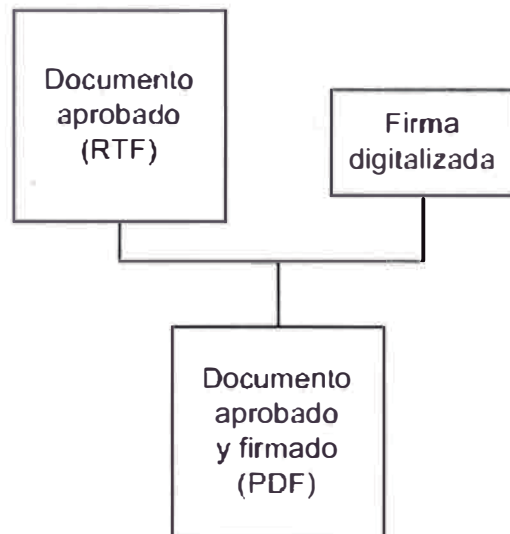 Documento
aprobado
(RTF)
Firma
digitalizada
Documento
aprobado
y firmado
(PDF)